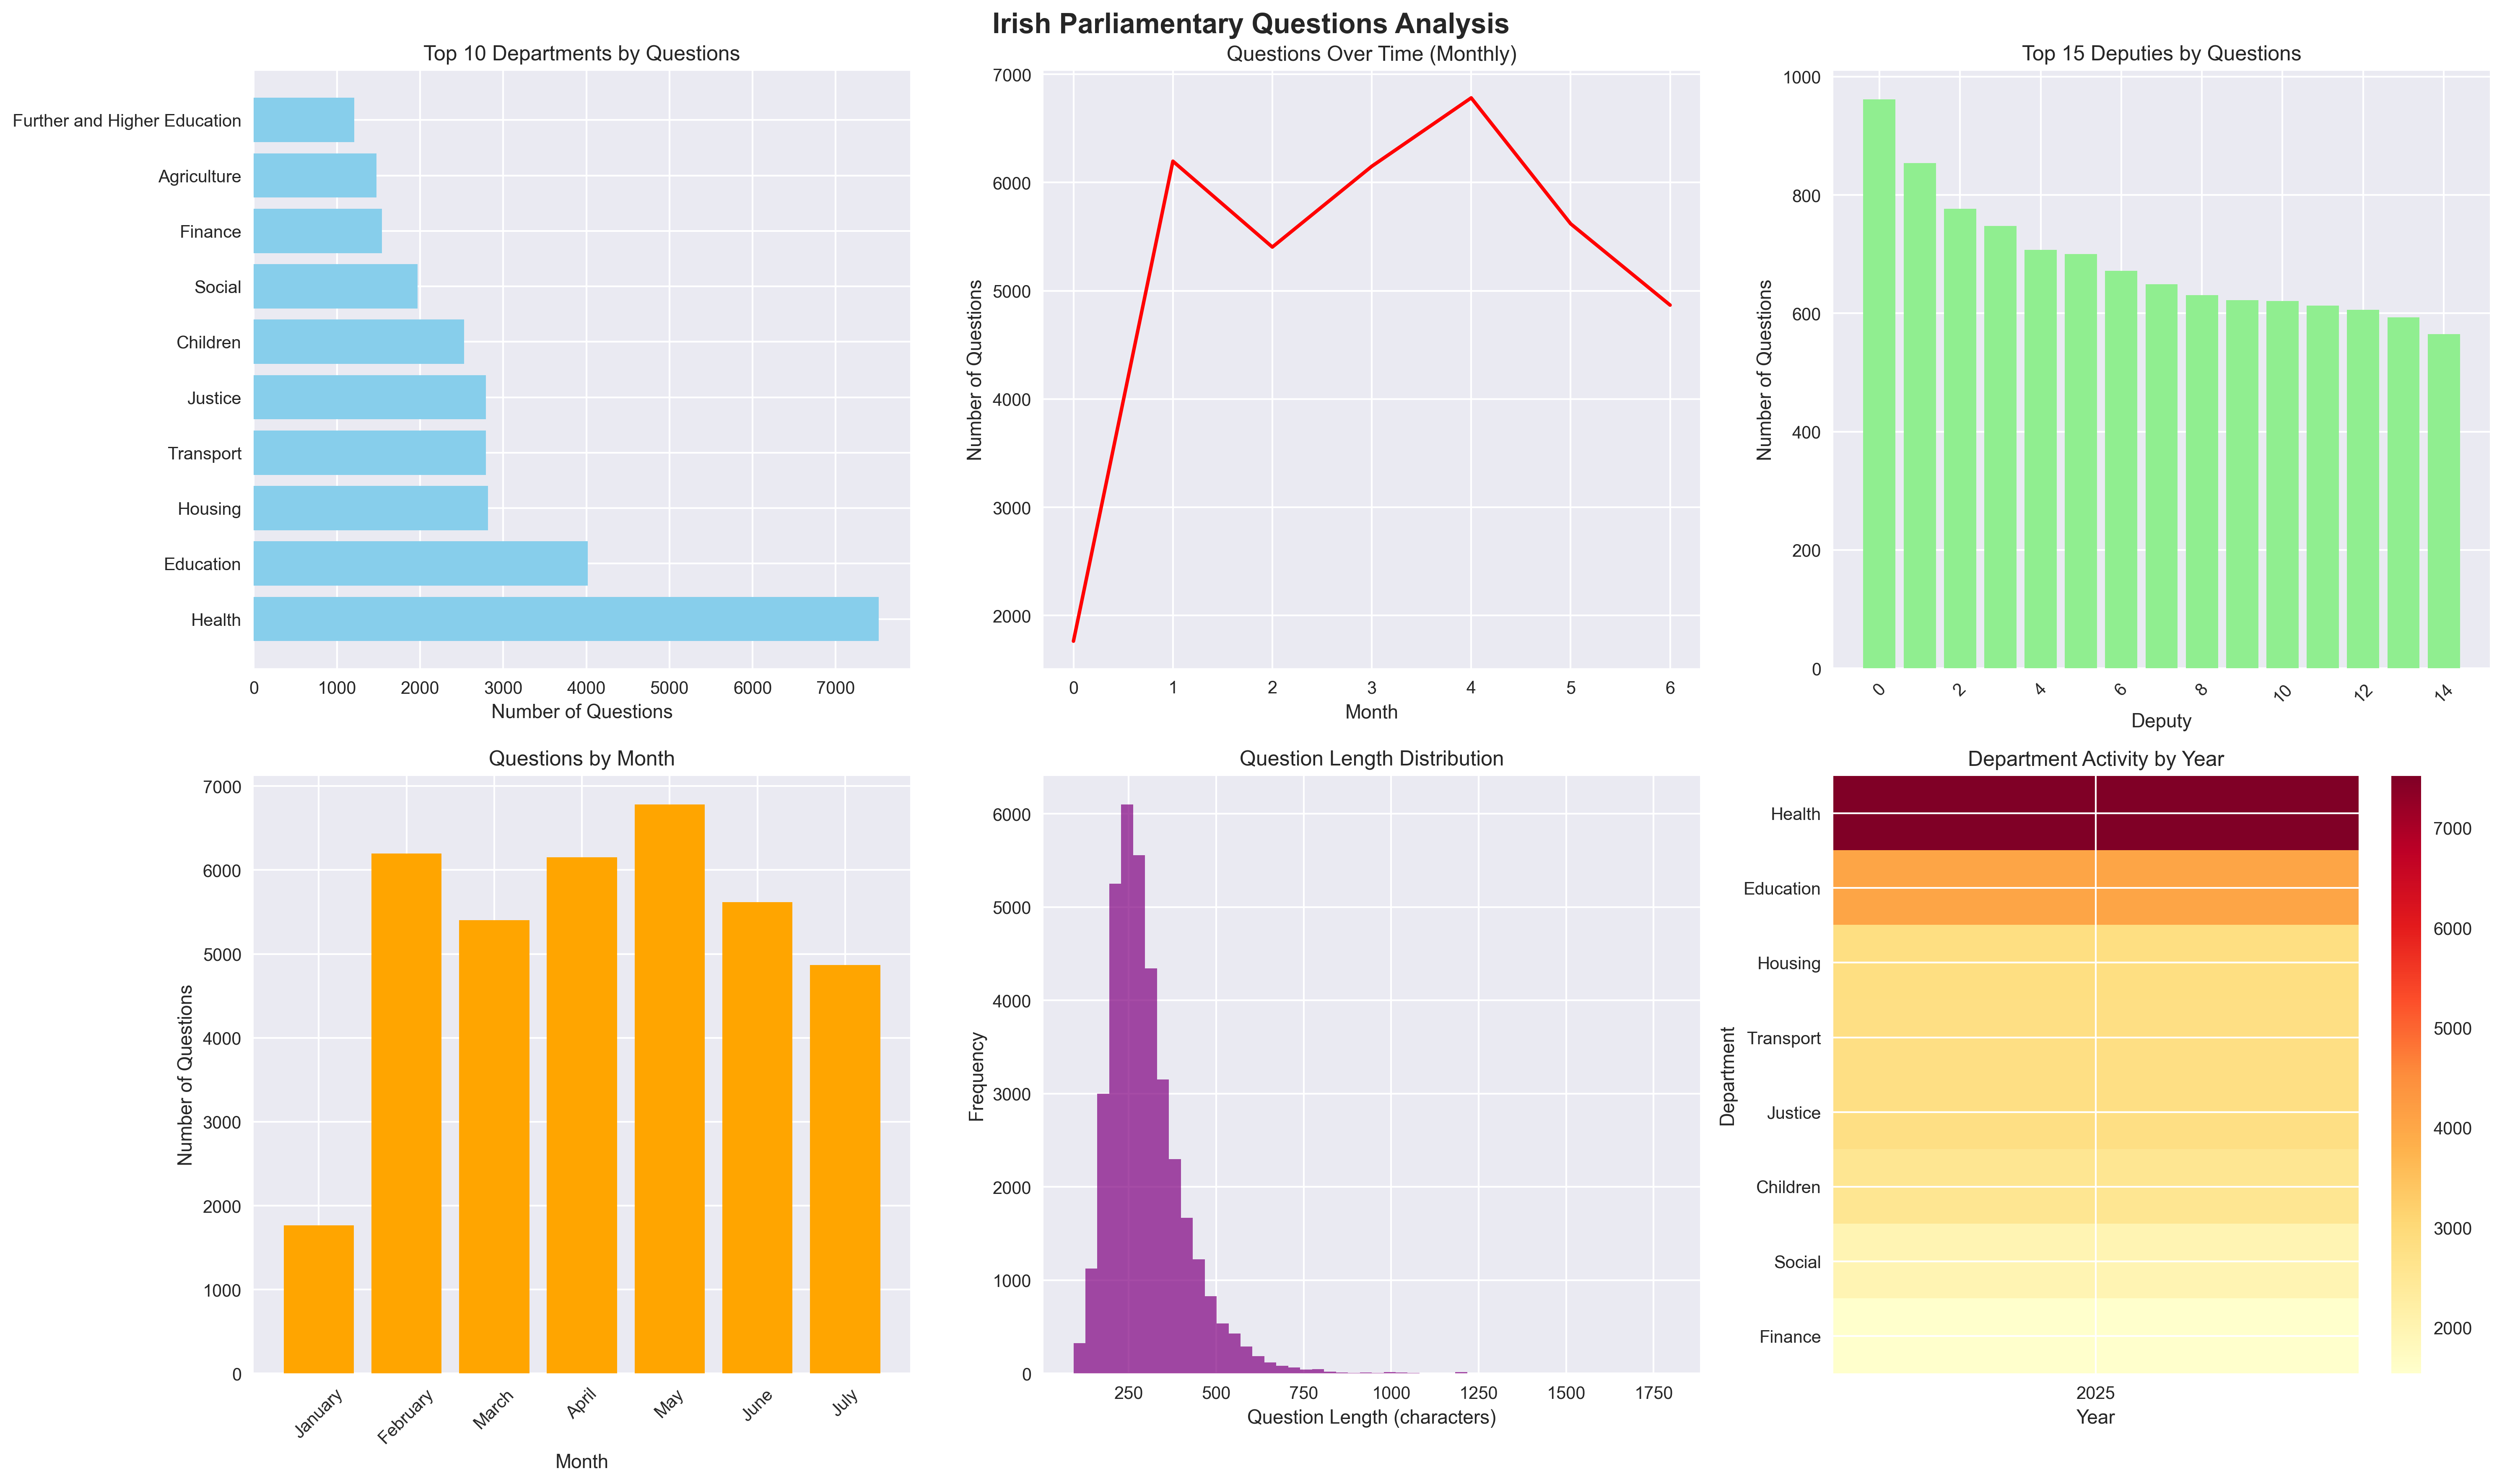 Irish Parliamentary Questions Analysis
Top 10 Departments by Questions
Further and Higher Education
Agriculture
Finance
Social
Children
Justice
Transport
Housing
Education
Health
0 1000 2000 3000 4000 5000 6000 7000
Number of Questions
Questions Over Time (Monthly)
Number of Questions
7000
6000
5000
4000
3000
2000
0 1 2 3 4 5 6
Month
Top 15 Deputies by Questions
Number of Questions
1000
800
600
400
200
0
0 2 4 6 8 10 12 14
Deputy
Questions by Month
Number of Questions
7000
6000
5000
4000
3000
2000
1000
0
January February March April May June July
Month
Question Length Distribution
Frequency
6000
5000
4000
3000
2000
1000
0
250 500 750 1000 1250 1500 1750
Question Length (characters)
Department Activity by Year
Department
Health
Education
Housing
Transport
Justice
Children
Social
Finance
2025
Year
7000
6000
5000
4000
3000
2000